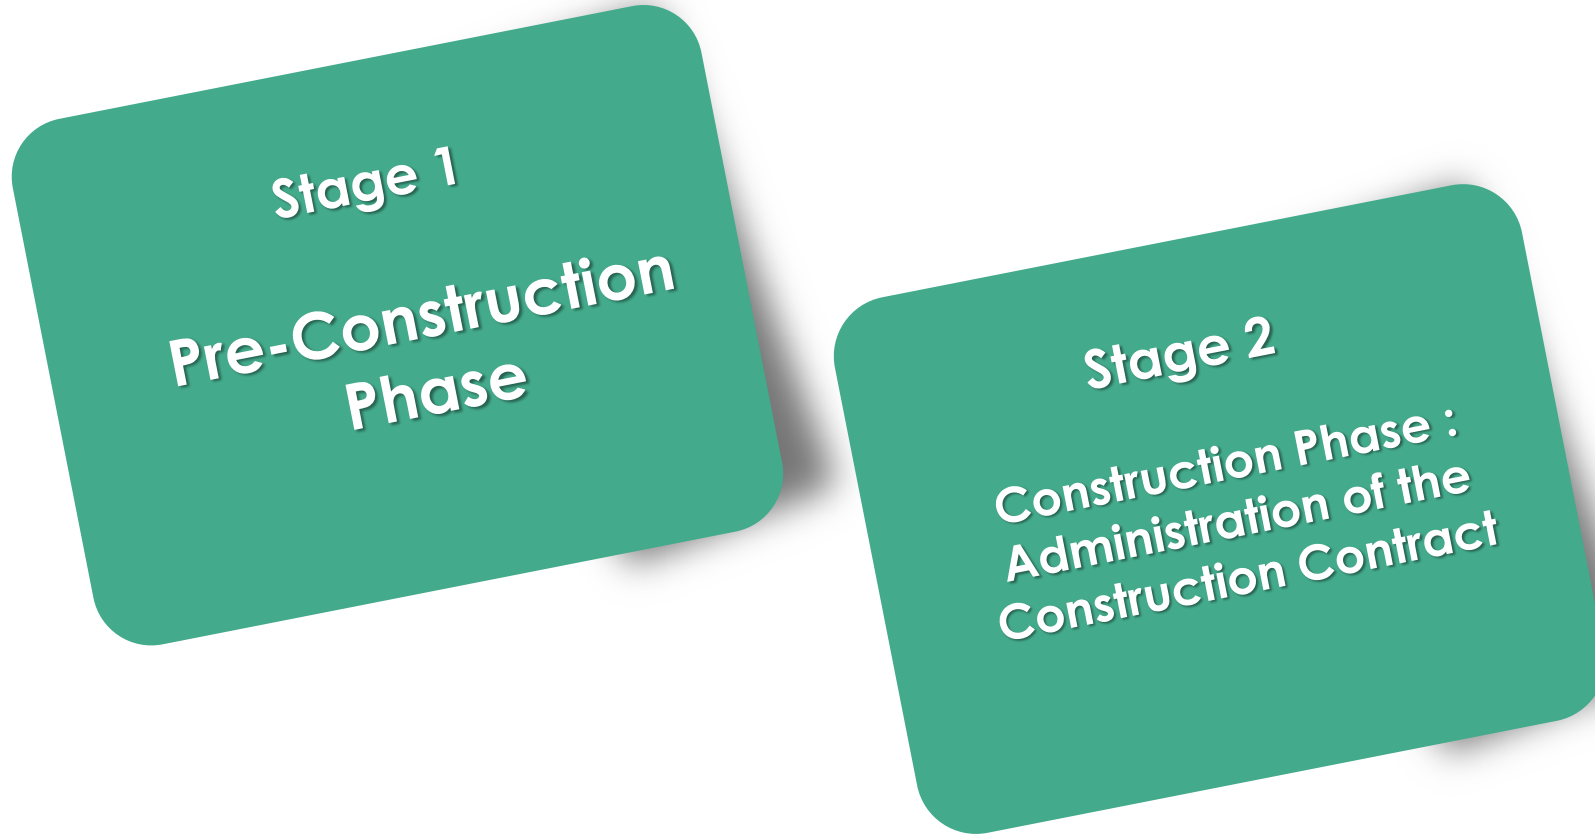 Stage 1
Pre-Construction
Phase
Stage 2
Construction Phase :
Administration of the
Construction Contract